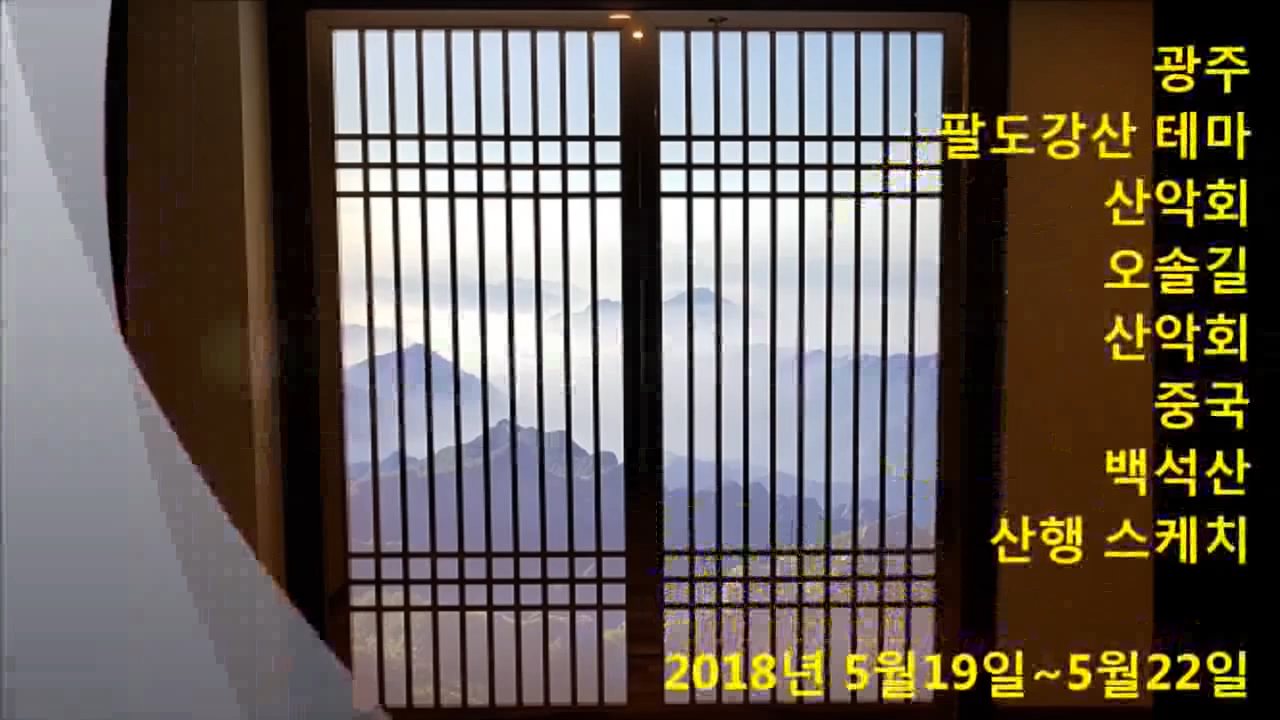 광주
팔도강산 테마
산악회
오솔길
산악회
중국
백석산
산행 스케치
2018년 5월19일~5월22일